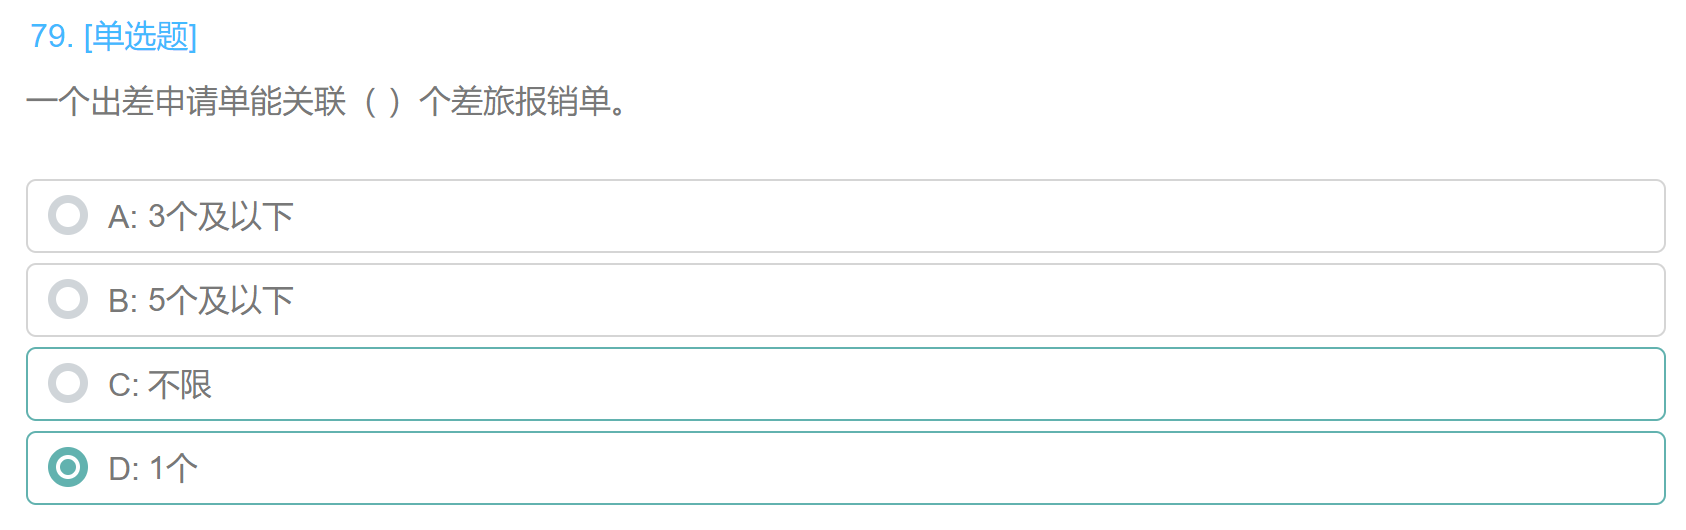 79. [单选题]
一个出差申请单能关联（ ）个差旅报销单。
A: 3个及以下
B: 5个及以下
C: 不限
D: 1个